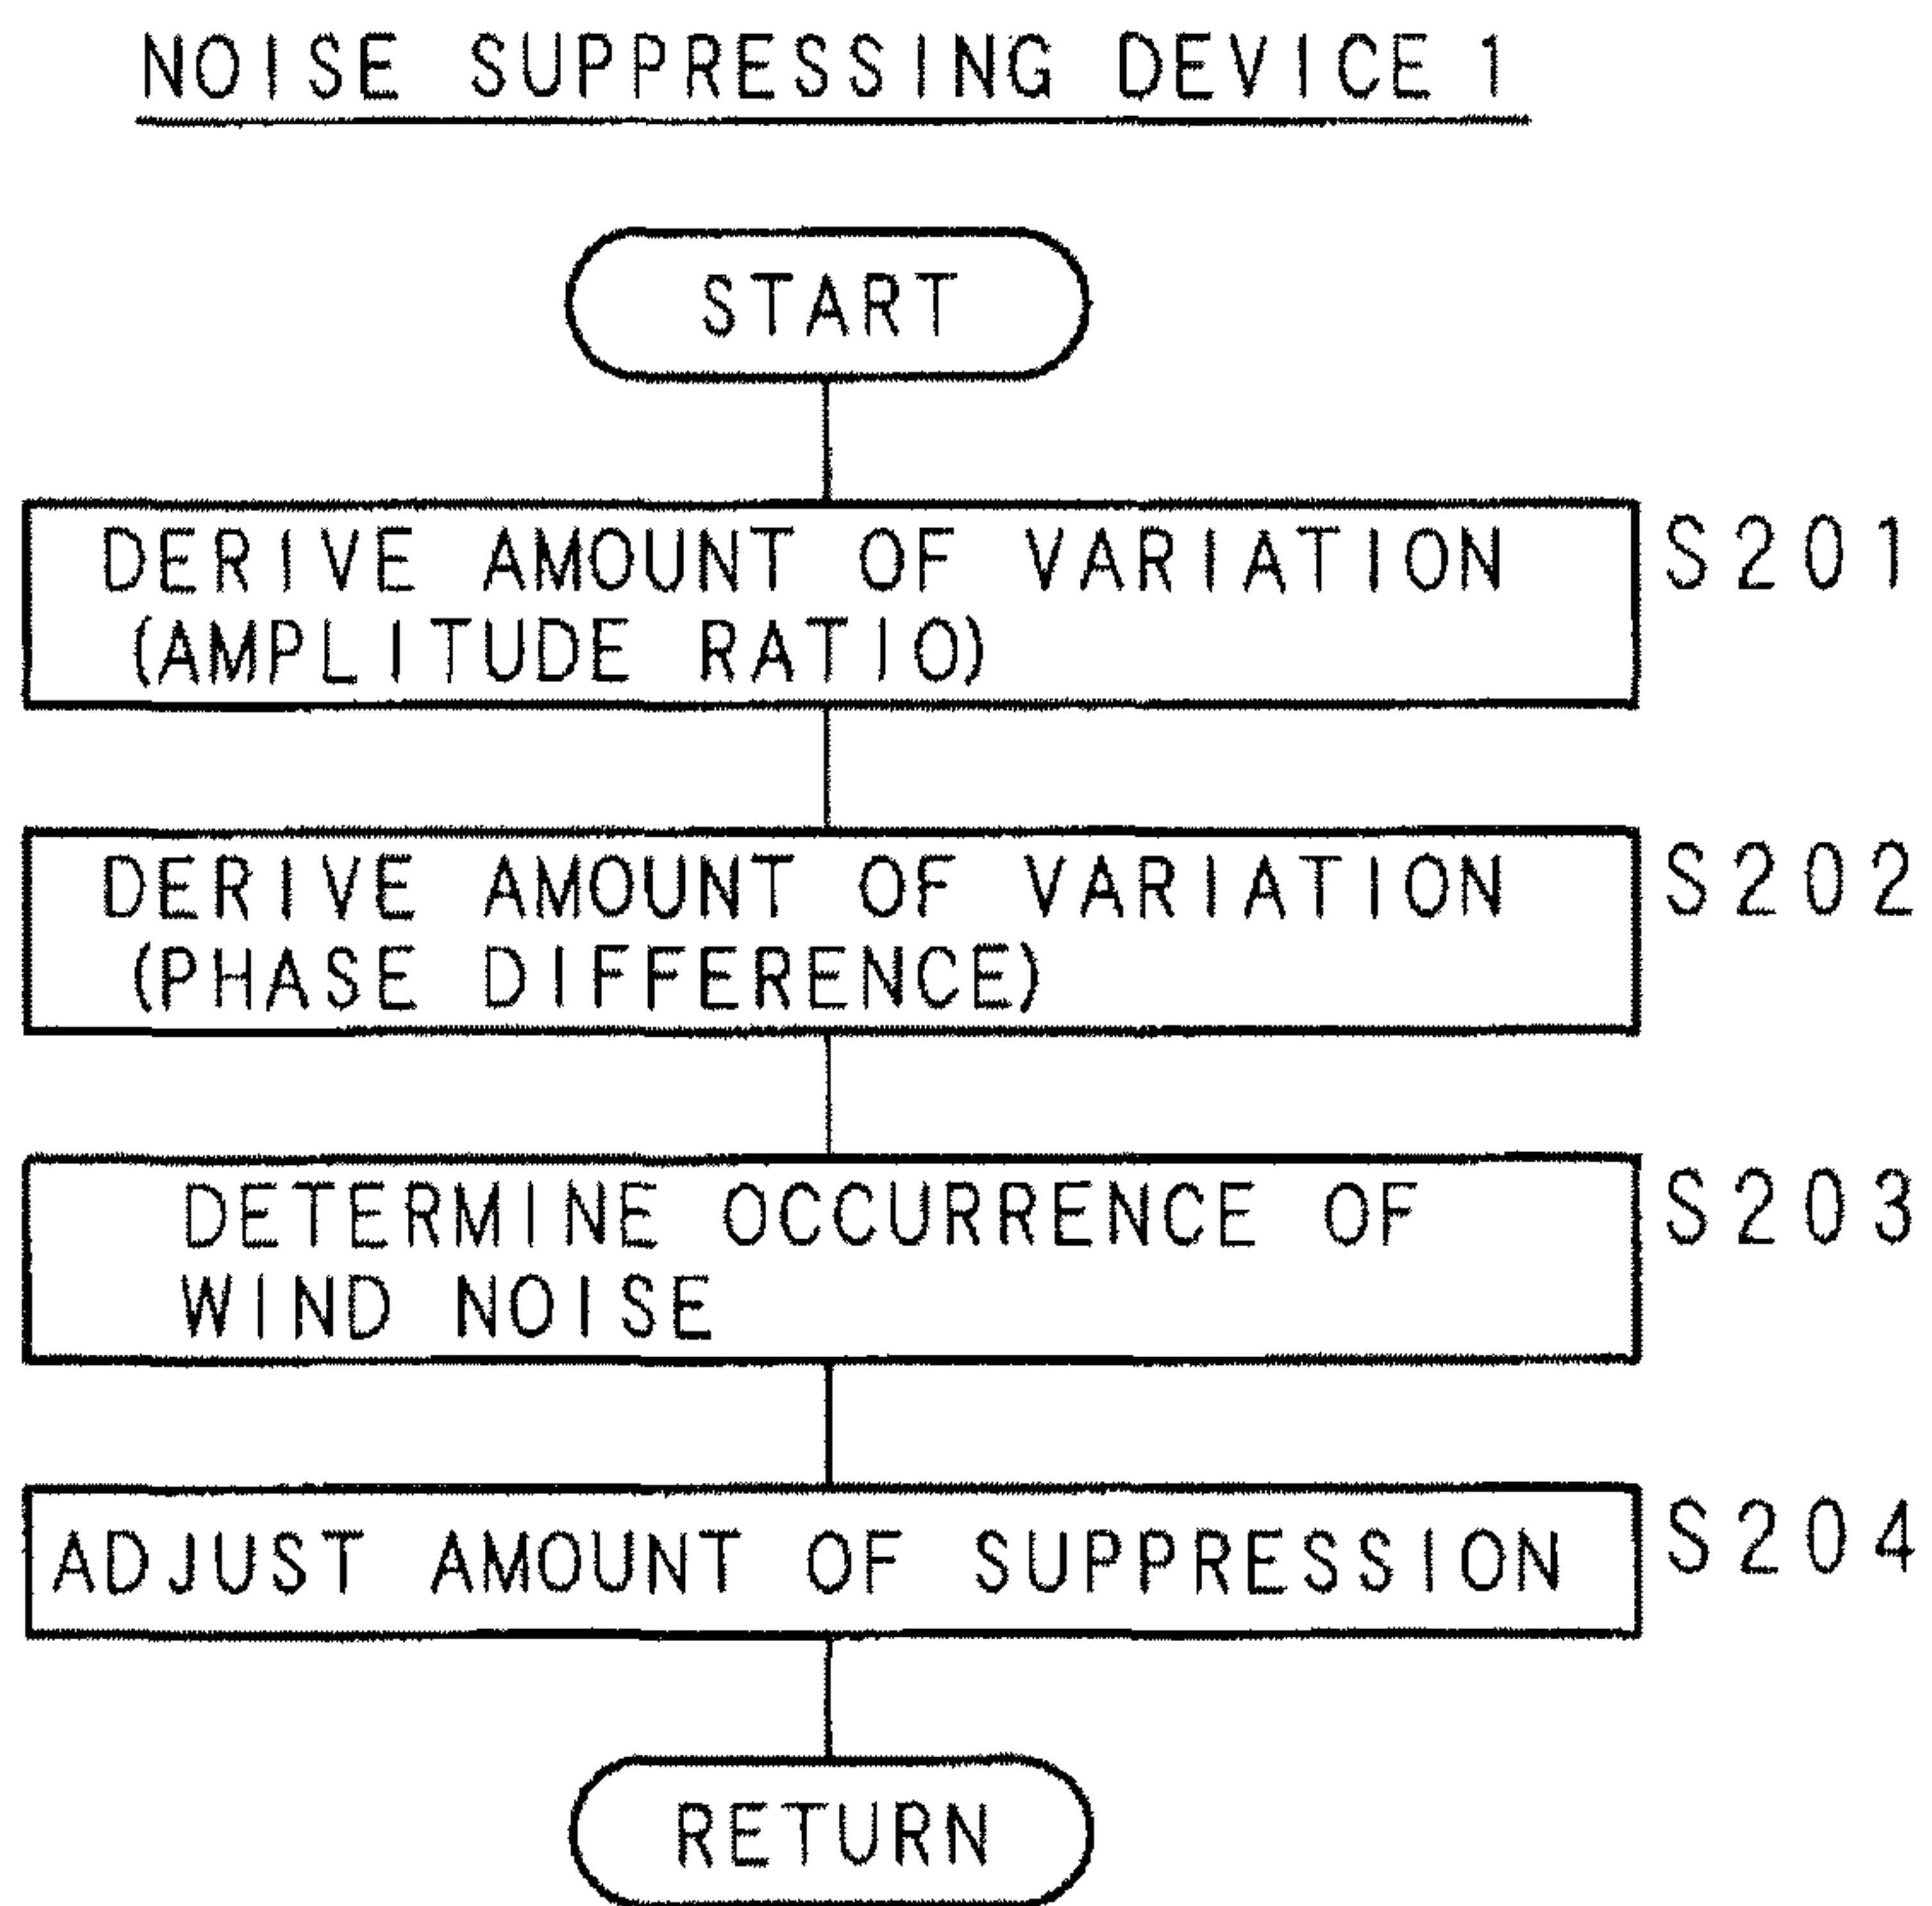 NOISE SUPPRESSING DEVICE 1
START
DERIVE AMOUNT OF VARIATION
(AMPLITUDE RATIO)
S201
DERIVE AMOUNT OF VARIATION
(PHASE DIFFERENCE)
S202
DETERMINE OCCURRENCE OF
WIND NOISE
S203
ADJUST AMOUNT OF SUPPRESSION
S204
RETURN